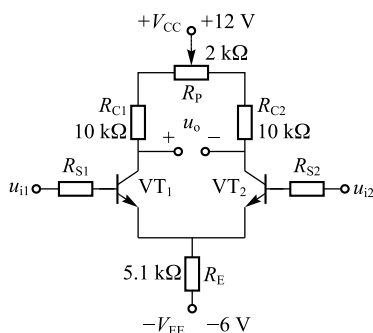 +V_CC +12 V
2 kΩ
R_P
R_C1 u_o R_C2
10 kΩ + − 10 kΩ
R_S1 R_S2
u_i1 VT_1 VT_2 u_i2
5.1 kΩ R_E
−V_EE −6 V